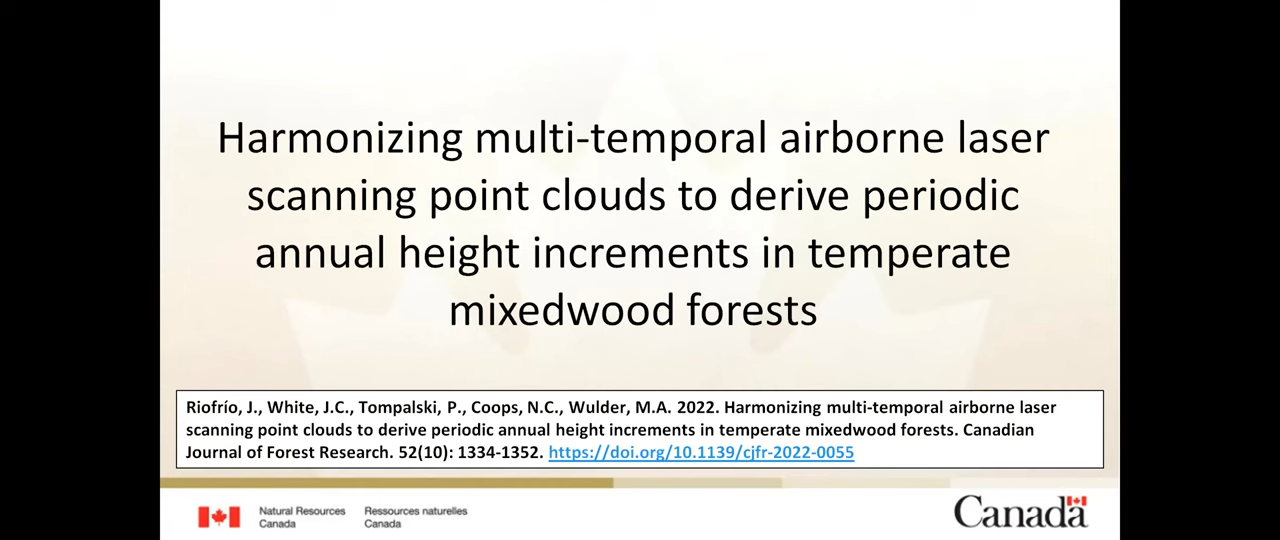 Harmonizing multi-temporal airborne laser
scanning point clouds to derive periodic
annual height increments in temperate
mixedwood forests
Riofrío, J., White, J.C., Tompalski, P., Coops, N.C., Wulder, M.A. 2022. Harmonizing multi-temporal airborne laser
scanning point clouds to derive periodic annual height increments in temperate mixedwood forests. Canadian
Journal of Forest Research. 52(10): 1334-1352. https://doi.org/10.1139/cjfr-2022-0055
Natural Resources Ressources naturelles
Canada Canada
Canada